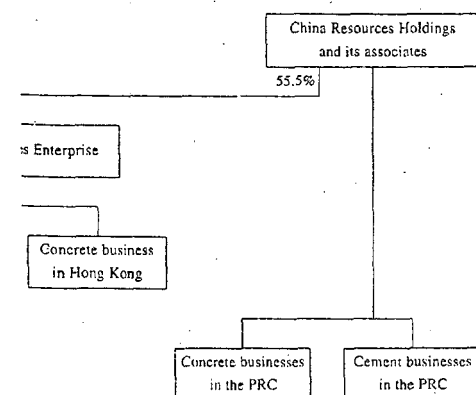 China Resources Holdings
and its associates
55.5%
Enterprise
Concrete business
in Hong Kong
Concrete businesses
in the PRC
Cement businesses
in the PRC